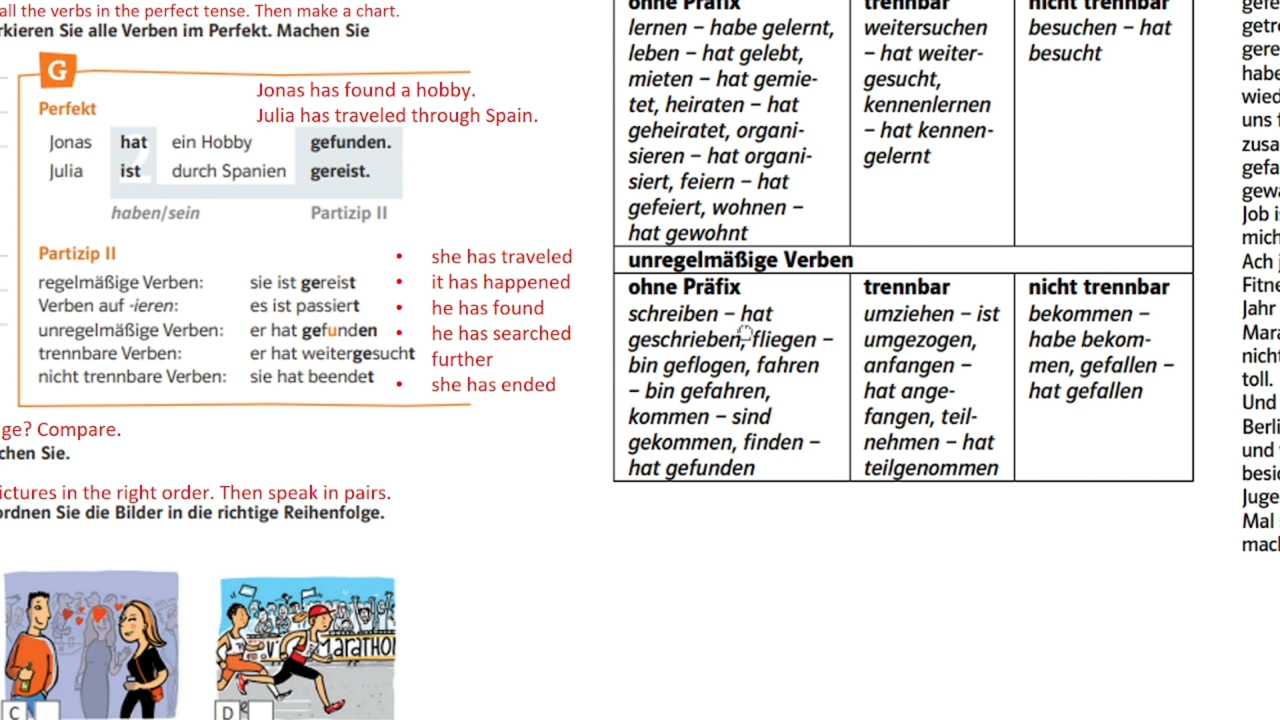 all the verbs in the perfect tense. Then make a chart.
rkieren Sie alle Verben im Perfekt. Machen Sie
G
Jonas has found a hobby.
Perfekt
Julia has traveled through Spain.
Jonas hat ein Hobby gefunden.
Julia ist durch Spanien gereist.
haben/sein Partizip II
Partizip II
• she has traveled
regelmäßige Verben: sie ist gereist
• it has happened
Verben auf -ieren: es ist passiert
• he has found
unregelmäßige Verben: er hat gefunden
• he has searched
trennbare Verben: er hat weitergesucht
further
nicht trennbare Verben: sie hat beendet
• she has ended
ge? Compare.
chen Sie.
ictures in the right order. Then speak in pairs.
ordnen Sie die Bilder in die richtige Reihenfolge.
C
marathon
D
ohne Präfix
lernen – habe gelernt,
leben – hat gelebt,
mieten – hat gemie-
tet, heiraten – hat
geheiratet, organi-
sieren – hat organi-
siert, feiern – hat
gefeiert, wohnen –
hat gewohnt
trennbar
weitersuchen
– hat weiter-
gesucht,
kennenlernen
– hat kennen-
gelernt
nicht trennbar
besuchen – hat
besucht
unregelmäßige Verben
ohne Präfix
schreiben – hat
geschrieben, fliegen –
bin geflogen, fahren
– bin gefahren,
kommen – sind
gekommen, finden –
hat gefunden
trennbar
umziehen – ist
umgezogen,
anfangen –
hat ange-
fangen, teil-
nehmen – hat
teilgenommen
nicht trennbar
bekommen –
habe bekom-
men, gefallen –
hat gefallen
gefe
getr
gere
habe
wied
uns f
zusa
gefa
gewa
Job is
mich
Ach j
Fitne
Jahr
Mara
nicht
toll.
Und
Berli
und v
besic
Juge
Mal
mach